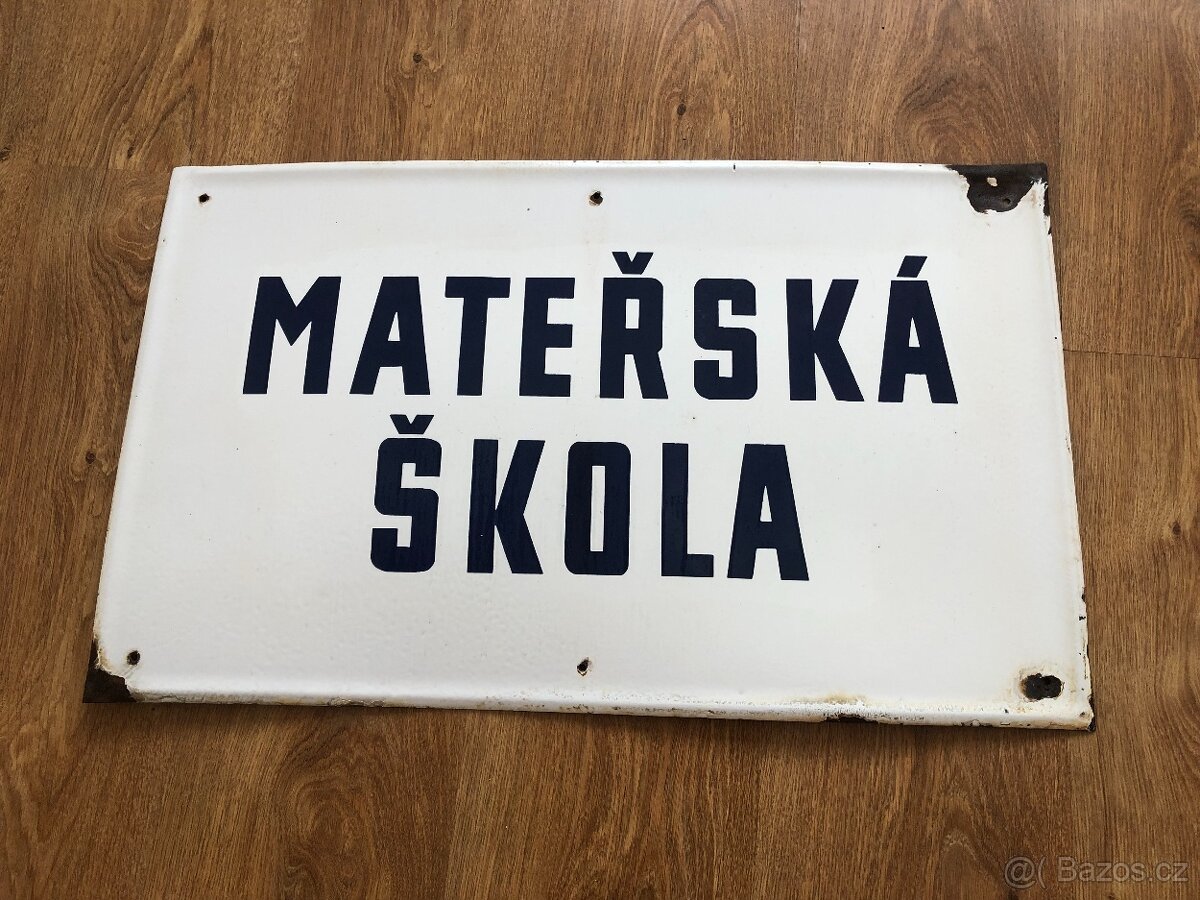 MATEŘSKÁ
ŠKOLA
@( Bazos.cz